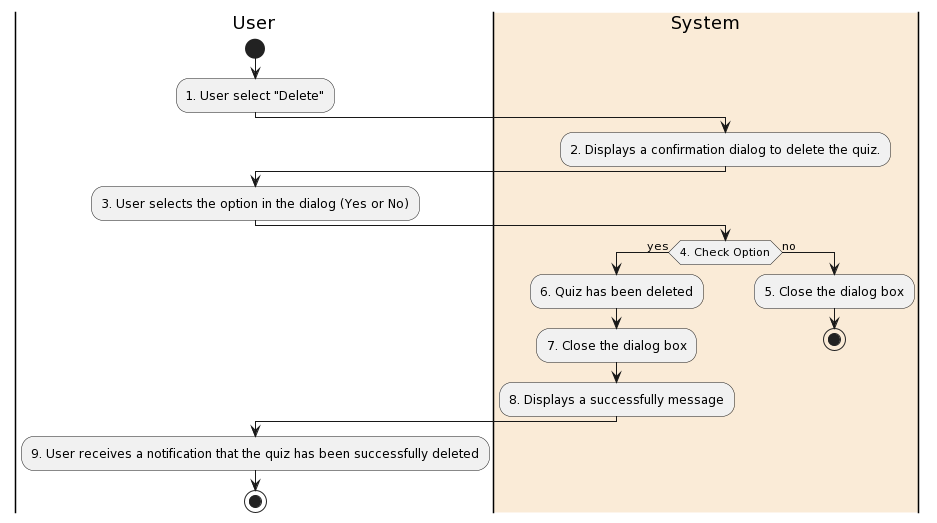 User
System
1. User select "Delete"
2. Displays a confirmation dialog to delete the quiz.
3. User selects the option in the dialog (Yes or No)
yes
4. Check Option
no
6. Quiz has been deleted
5. Close the dialog box
7. Close the dialog box
8. Displays a successfully message
9. User receives a notification that the quiz has been successfully deleted